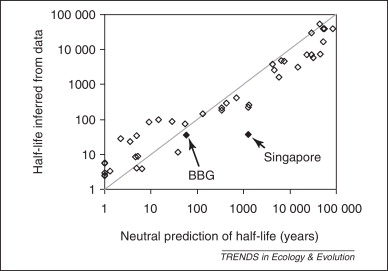 Half-life inferred from data
100 000
10 000
1000
100
10
1
BBG
Singapore
1 10 100 1000 10 000 100 000
Neutral prediction of half-life (years)
TRENDS in Ecology & Evolution